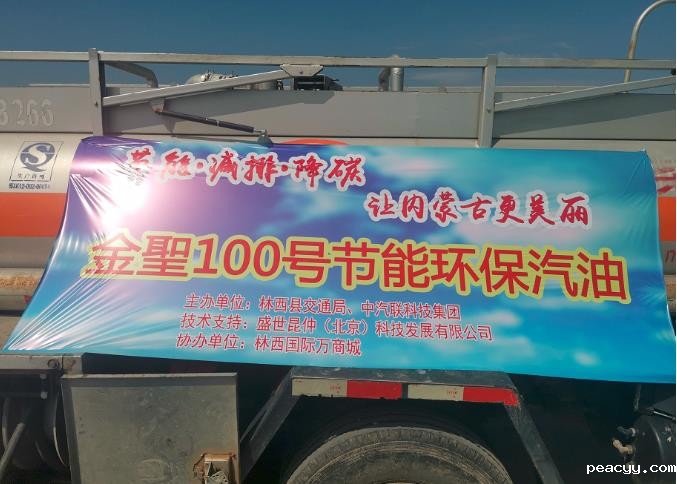 8266
节能·减排·降碳
让内蒙古更美丽
金聖100号节能环保汽油
主办单位：林西县交通局、中汽联科技集团
技术支持：盛世昆仲（北京）科技发展有限公司
协办单位：林西国际万商城
peacyy.com